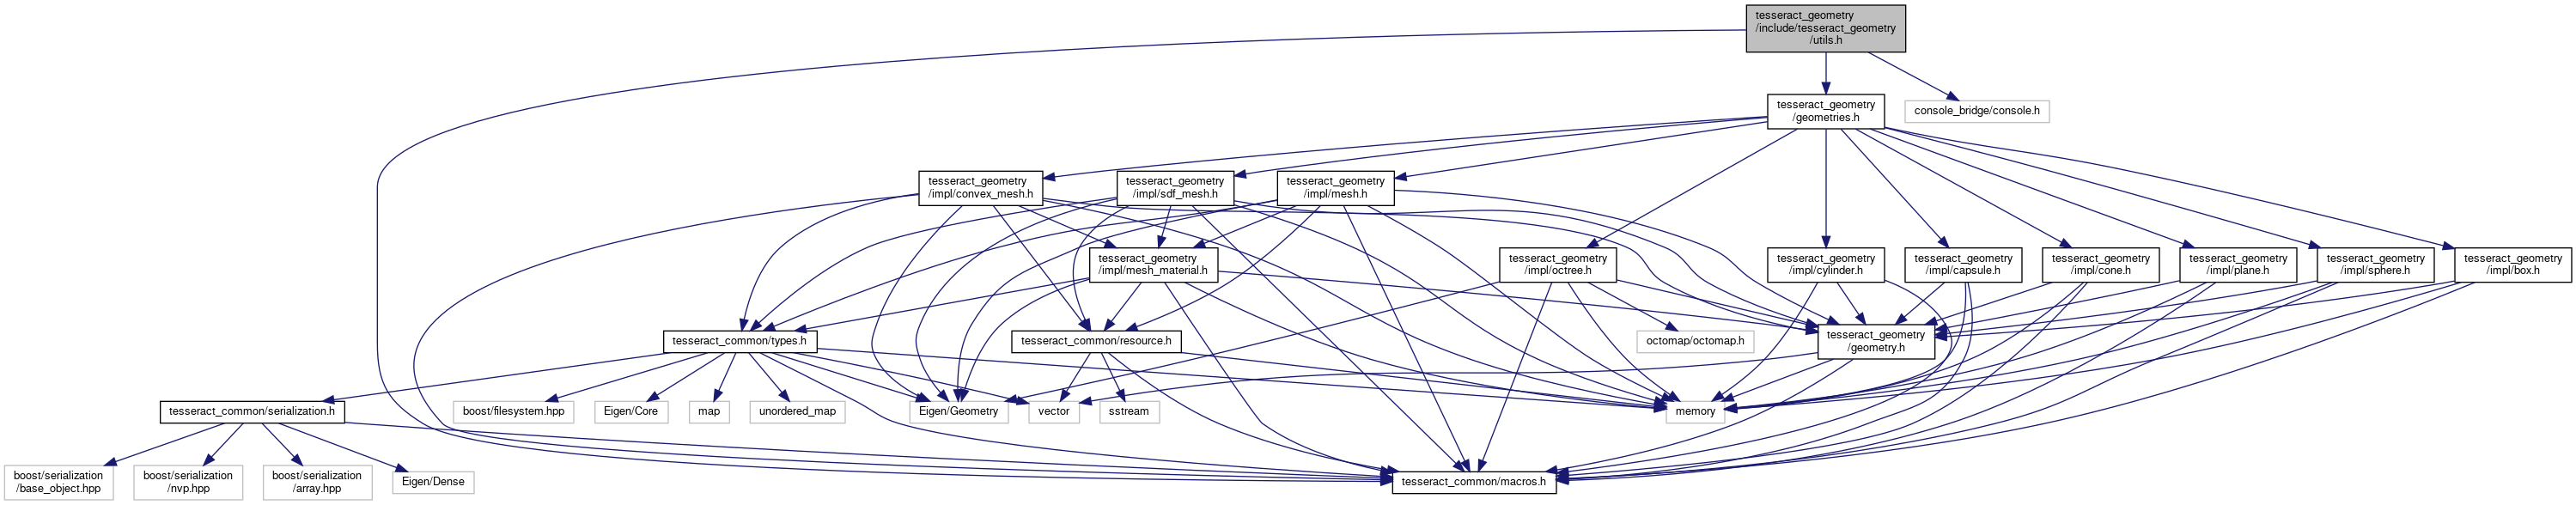 tesseract_geometry
/include/tesseract_geometry
/utils.h
tesseract_geometry
/geometries.h
console_bridge/console.h
tesseract_geometry
/impl/convex_mesh.h
tesseract_geometry
/impl/sdf_mesh.h
tesseract_geometry
/impl/mesh.h
tesseract_geometry
/impl/mesh_material.h
tesseract_geometry
/impl/octree.h
tesseract_geometry
/impl/cylinder.h
tesseract_geometry
/impl/capsule.h
tesseract_geometry
/impl/cone.h
tesseract_geometry
/impl/plane.h
tesseract_geometry
/impl/sphere.h
tesseract_geometry
/impl/box.h
tesseract_common/types.h
tesseract_common/resource.h
octomap/octomap.h
tesseract_geometry
/geometry.h
tesseract_common/serialization.h
boost/filesystem.hpp
Eigen/Core
map
unordered_map
Eigen/Geometry
vector
sstream
memory
boost/serialization
/base_object.hpp
boost/serialization
/nvp.hpp
boost/serialization
/array.hpp
Eigen/Dense
tesseract_common/macros.h